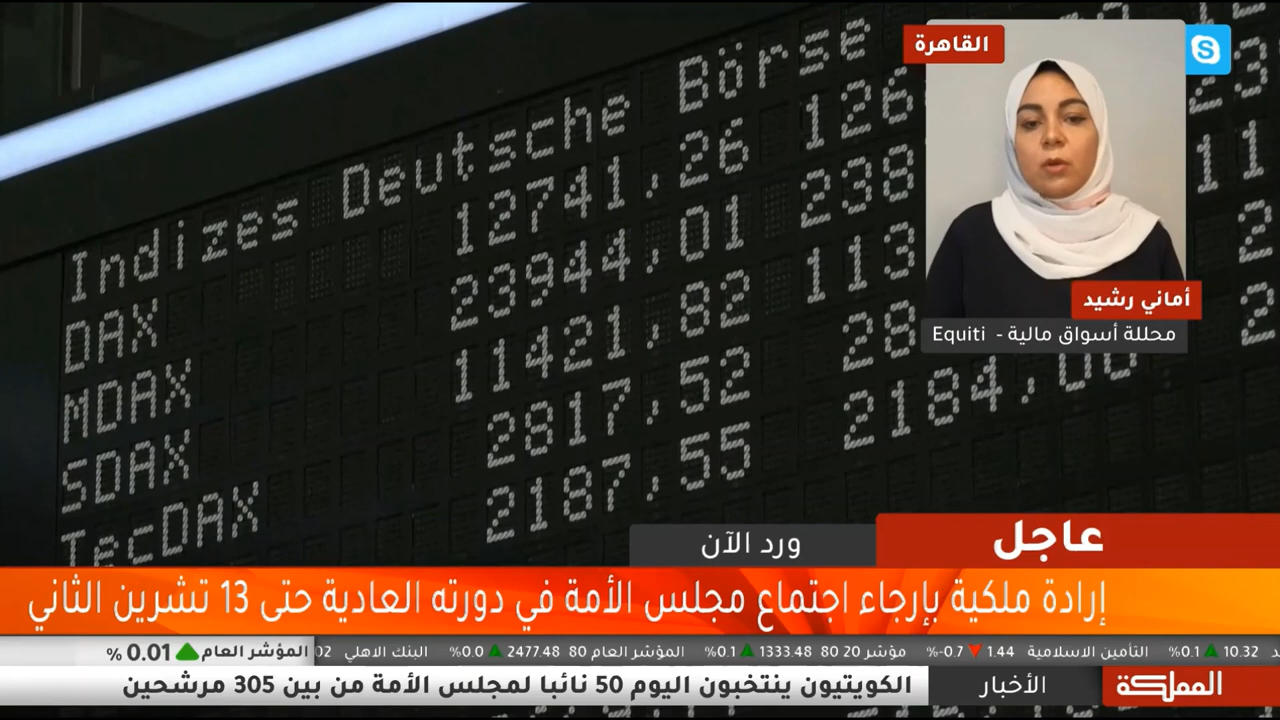 القاهرة
Indizes Deutsche Börse
DAX 12741,26 126
MDAX 23944,01 238
SDAX 11421,82 113
TecDAX 2817,52 28
2187,55 2184,00
أماني رشيد
محللة أسواق مالية - Equiti
عاجل
ورد الآن
إرادة ملكية بإرجاء اجتماع مجلس الأمة في دورته العادية حتى 13 تشرين الثاني
10.32 %0.1 التأمين الاسلامية 1.44 %-0.7 مؤشر 20 80 1333.48 %0.1 المؤشر العام 80 2477.48 %0.0 البنك الاهلي 02
المؤشر العام 0.01 %
المملكة
الأخبار
الكويتيون ينتخبون اليوم 50 نائبا لمجلس الأمة من بين 305 مرشحين